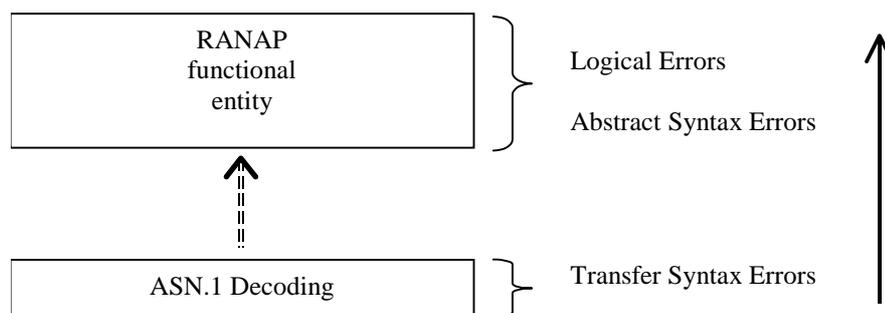 RANAP
functional
entity
Logical Errors
Abstract Syntax Errors
ASN.1 Decoding
Transfer Syntax Errors